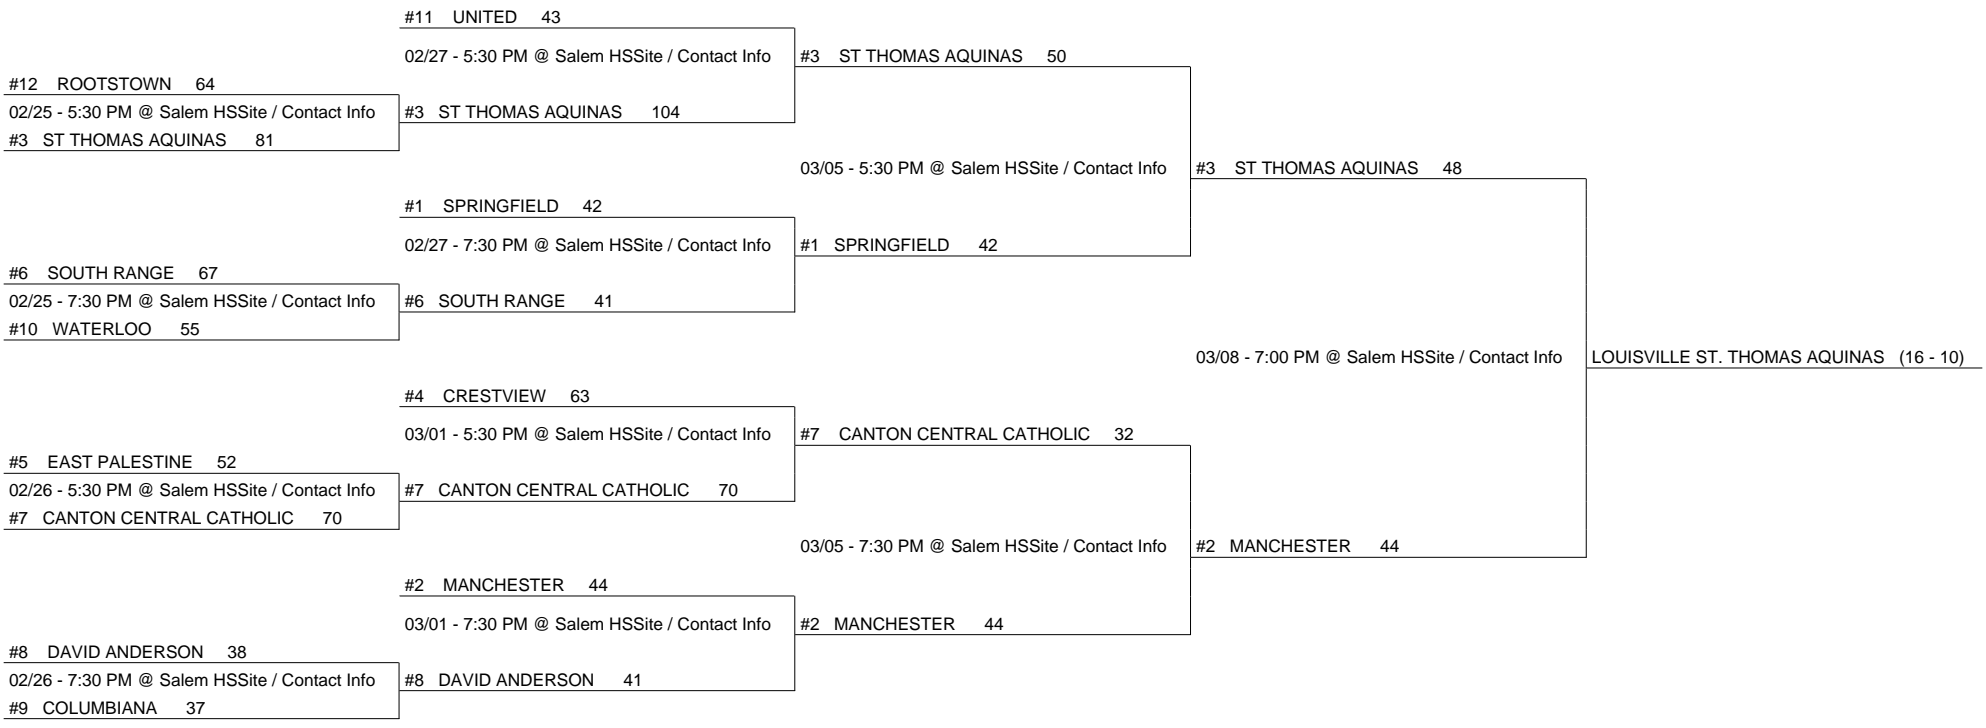 #11 UNITED 43
02/27 - 5:30 PM @ Salem HSSite / Contact Info
#3 ST THOMAS AQUINAS 50
#12 ROOTSTOWN 64
02/25 - 5:30 PM @ Salem HSSite / Contact Info
#3 ST THOMAS AQUINAS 104
#3 ST THOMAS AQUINAS 81
03/05 - 5:30 PM @ Salem HSSite / Contact Info
#3 ST THOMAS AQUINAS 48
#1 SPRINGFIELD 42
02/27 - 7:30 PM @ Salem HSSite / Contact Info
#1 SPRINGFIELD 42
#6 SOUTH RANGE 67
02/25 - 7:30 PM @ Salem HSSite / Contact Info
#6 SOUTH RANGE 41
#10 WATERLOO 55
03/08 - 7:00 PM @ Salem HSSite / Contact Info
LOUISVILLE ST. THOMAS AQUINAS (16 - 10)
#4 CRESTVIEW 63
03/01 - 5:30 PM @ Salem HSSite / Contact Info
#7 CANTON CENTRAL CATHOLIC 32
#5 EAST PALESTINE 52
02/26 - 5:30 PM @ Salem HSSite / Contact Info
#7 CANTON CENTRAL CATHOLIC 70
#7 CANTON CENTRAL CATHOLIC 70
03/05 - 7:30 PM @ Salem HSSite / Contact Info
#2 MANCHESTER 44
#2 MANCHESTER 44
03/01 - 7:30 PM @ Salem HSSite / Contact Info
#2 MANCHESTER 44
#8 DAVID ANDERSON 38
02/26 - 7:30 PM @ Salem HSSite / Contact Info
#8 DAVID ANDERSON 41
#9 COLUMBIANA 37